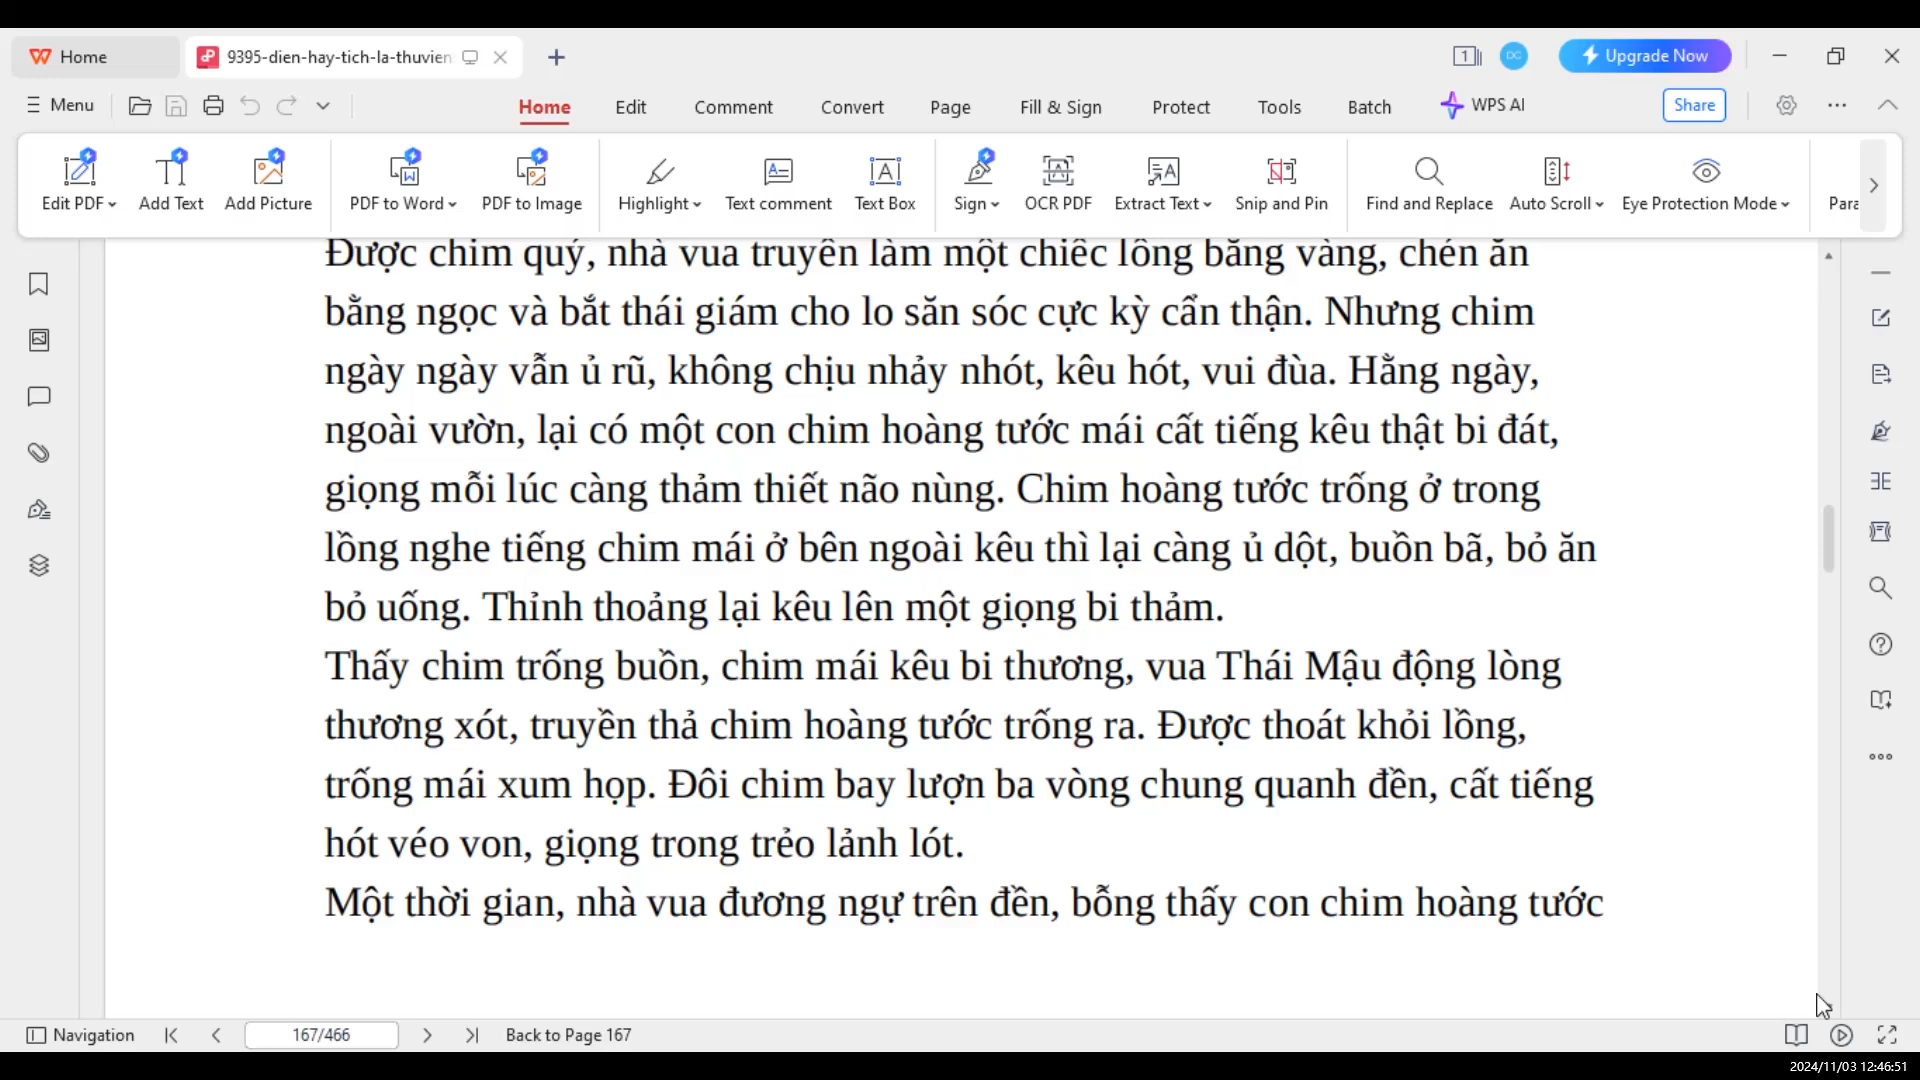 Home
9395-dien-hay-tich-la-thuvien
1
DC
Upgrade Now
Menu
Home
Edit
Comment
Convert
Page
Fill & Sign
Protect
Tools
Batch
WPS AI
Share
Edit PDF
Add Text
Add Picture
PDF to Word
PDF to Image
Highlight
Text comment
Text Box
Sign
OCR PDF
Extract Text
Snip and Pin
Find and Replace
Auto Scroll
Eye Protection Mode
Para
Được chim quý, nhà vua truyền làm một chiếc lồng bằng vàng, chén ăn
bằng ngọc và bắt thái giám cho lo săn sóc cực kỳ cẩn thận. Nhưng chim
ngày ngày vẫn ủ rũ, không chịu nhảy nhót, kêu hót, vui đùa. Hằng ngày,
ngoài vườn, lại có một con chim hoàng tước mái cất tiếng kêu thật bi đát,
giọng mỗi lúc càng thảm thiết não nùng. Chim hoàng tước trống ở trong
lồng nghe tiếng chim mái ở bên ngoài kêu thì lại càng ủ dột, buồn bã, bỏ ăn
bỏ uống. Thỉnh thoảng lại kêu lên một giọng bi thảm.
Thấy chim trống buồn, chim mái kêu bi thương, vua Thái Mậu động lòng
thương xót, truyền thả chim hoàng tước trống ra. Được thoát khỏi lồng,
trống mái xum họp. Đôi chim bay lượn ba vòng chung quanh đền, cất tiếng
hót véo von, giọng trong trẻo lảnh lót.
Một thời gian, nhà vua đương ngự trên đền, bỗng thấy con chim hoàng tước
Navigation
167/466
Back to Page 167
2024/11/03 12:46:51